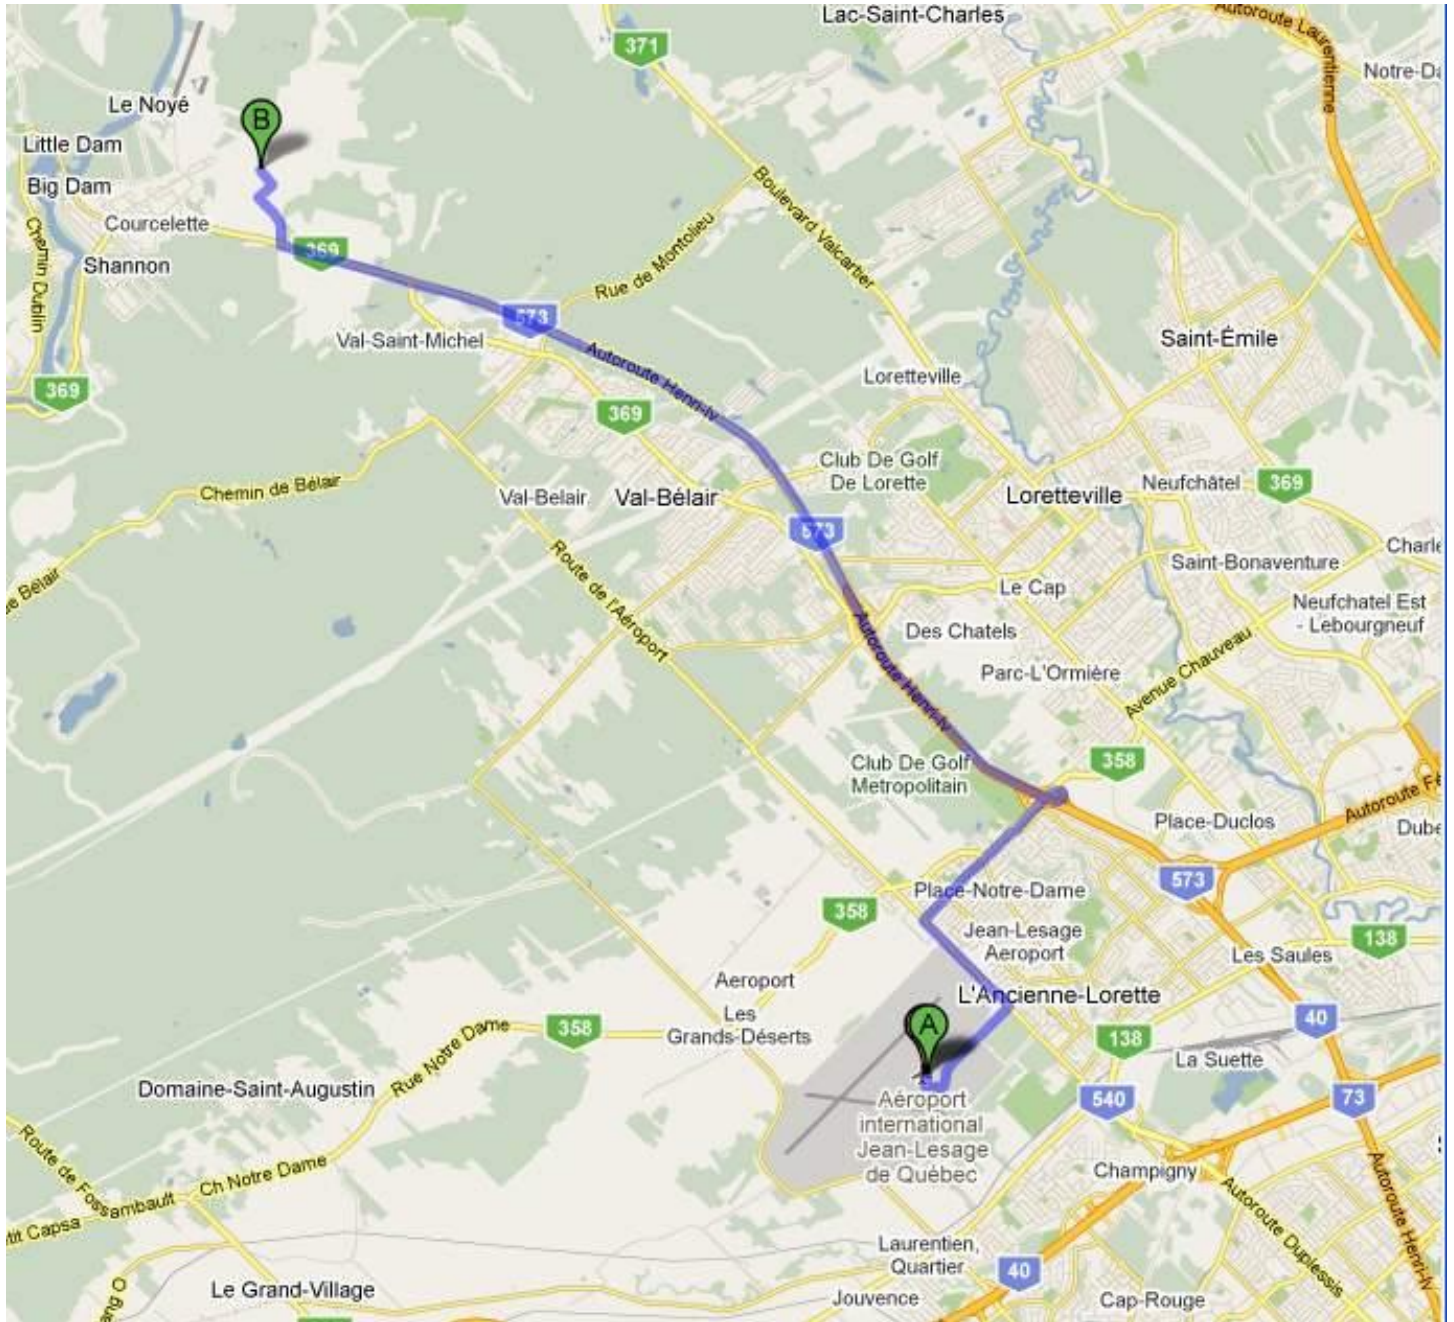 Lac-Saint-Charles
Autoroute Laurentienne
371
Notre-Da
Le Noyé
B
Little Dam
Big Dam
Boulevard Valcartier
Courcelette
Chemin Dublin
369
Shannon
Rue de Montolieu
573
Val-Saint-Michel
Autoroute Henri-Iv
Saint-Émile
Loretteville
369
369
Club De Golf
De Lorette
Chemin de Bélair
Val-Belair
Val-Bélair
Loretteville
Neufchâtel
369
573
Route de l'Aéroport
Charle
Saint-Bonaventure
de Bélair
Le Cap
Neufchatel Est
- Lebourgneuf
Des Chatels
Autoroute Henri-Iv
Parc-L'Ormière
Avenue Chauveau
Club De Golf
Metropolitain
358
Autoroute Fé
Place-Duclos
Dube
573
Place-Notre-Dame
358
Jean-Lesage
Aeroport
138
Les Saules
Aeroport
L'Ancienne-Lorette
Les
Grands-Déserts
A
358
Rue Notre Dame
40
138
La Suette
Domaine-Saint-Augustin
Aéroport
international
Jean-Lesage
de Québec
540
73
Route de Fossambault
Ch Notre Dame
Champigny
Autoroute Duplessis
Autoroute Henri-Iv
tit Capsa
Laurentien,
Quartier
40
ang O
Le Grand-Village
Jouvence
Cap-Rouge